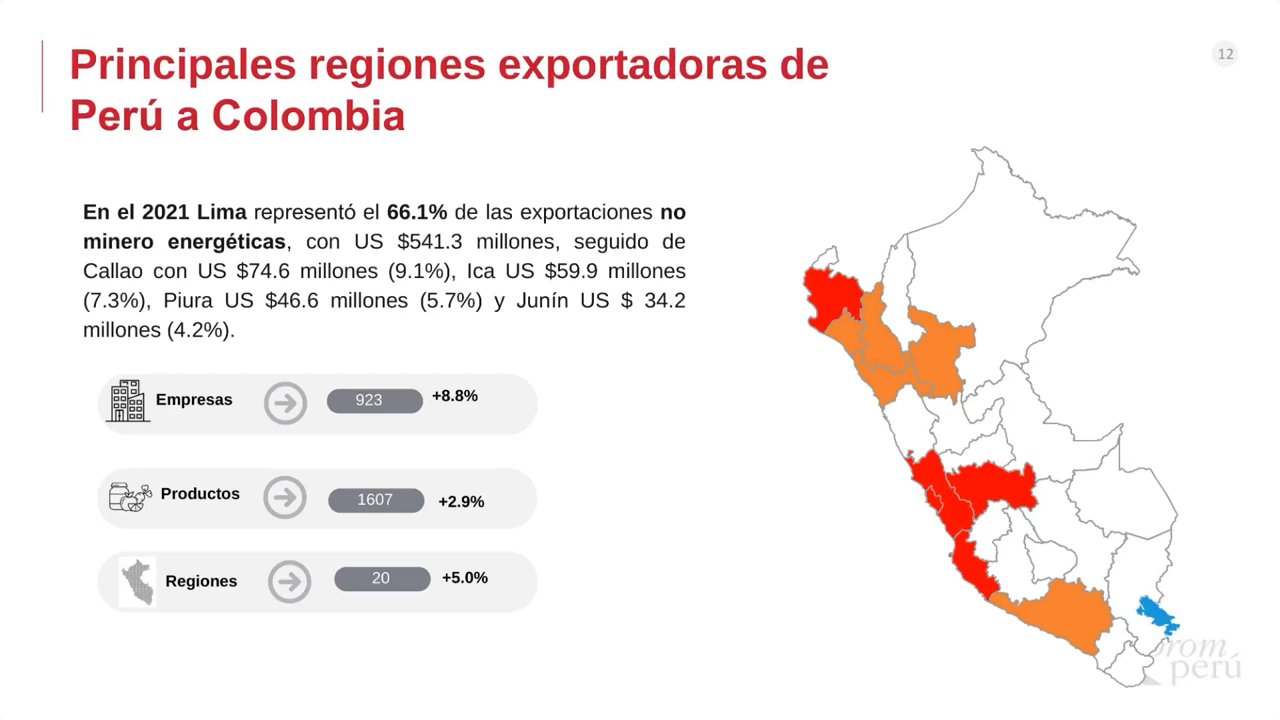 Principales regiones exportadoras de
Perú a Colombia
12
En el 2021 Lima representó el 66.1% de las exportaciones no
minero energéticas, con US $541.3 millones, seguido de
Callao con US $74.6 millones (9.1%), Ica US $59.9 millones
(7.3%), Piura US $46.6 millones (5.7%) y Junín US $ 34.2
millones (4.2%).
Empresas
923
+8.8%
Productos
1607
+2.9%
Regiones
20
+5.0%
prom
perú